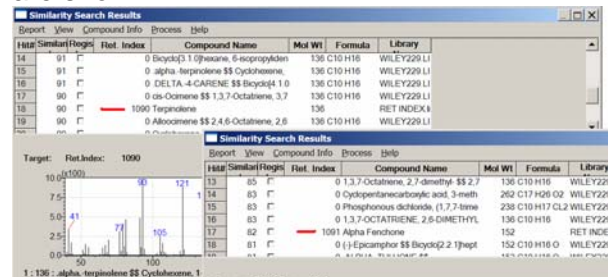 Similarity Search Results
Report View Compound Info Process Help
Hit# Similari Regis Ret. Index Compound Name Mol Wt Formula Library
14 91 0 Bicyclo[3.1.0]hexane, 6-isopropyliden 136 C10 H16 WILEY229.LI
15 91 0 .alpha.-terpinolene $$ Cyclohexene, 136 C10 H16 WILEY229.LI
16 91 0 .DELTA.-4-CARENE $$ Bicyclo[4.1.0 136 C10 H16 WILEY229.LI
17 90 0 cis-Ocimene $$ 1,3,7-Octatriene, 3,7 136 C10 H16 WILEY229.LI
18 90 1090 Terpinolene 136 RET INDEX.
19 90 0 Alloocimene $$ 2,4,6-Octatriene, 2,6 136 C10 H16 WILEY229.LI
Target: Ret.Index: 1090
(x100)
10.0
7.5
5.0
2.5
0.0
93 121
41 77 105
50 100
1 : 136 : .alpha.-terpinolene $$ Cyclohexene, 1-
Similarity Search Results
Report View Compound Info Process Help
Hit# Similari Regis Ret. Index Compound Name Mol Wt Formula Library
13 85 0 1,3,7-Octatriene, 2,7-dimethyl- $$ 2,7 136 C10 H16 WILEY22
14 83 0 Cyclopentanecarboxylic acid, 3-meth 262 C17 H26 O2 WILEY22
15 83 0 Phosphonous dichloride, (1,7,7-trime 238 C10 H17 CL2 WILEY22
16 83 0 1,3,7-OCTATRIENE, 2,6-DIMETHYL 136 C10 H16 WILEY22
17 82 1091 Alpha Fenchone 152 RET INDE
18 81 0 (-)-Epicamphor $$ Bicyclo[2.2.1]hept 152 C10 H16 O WILEY22